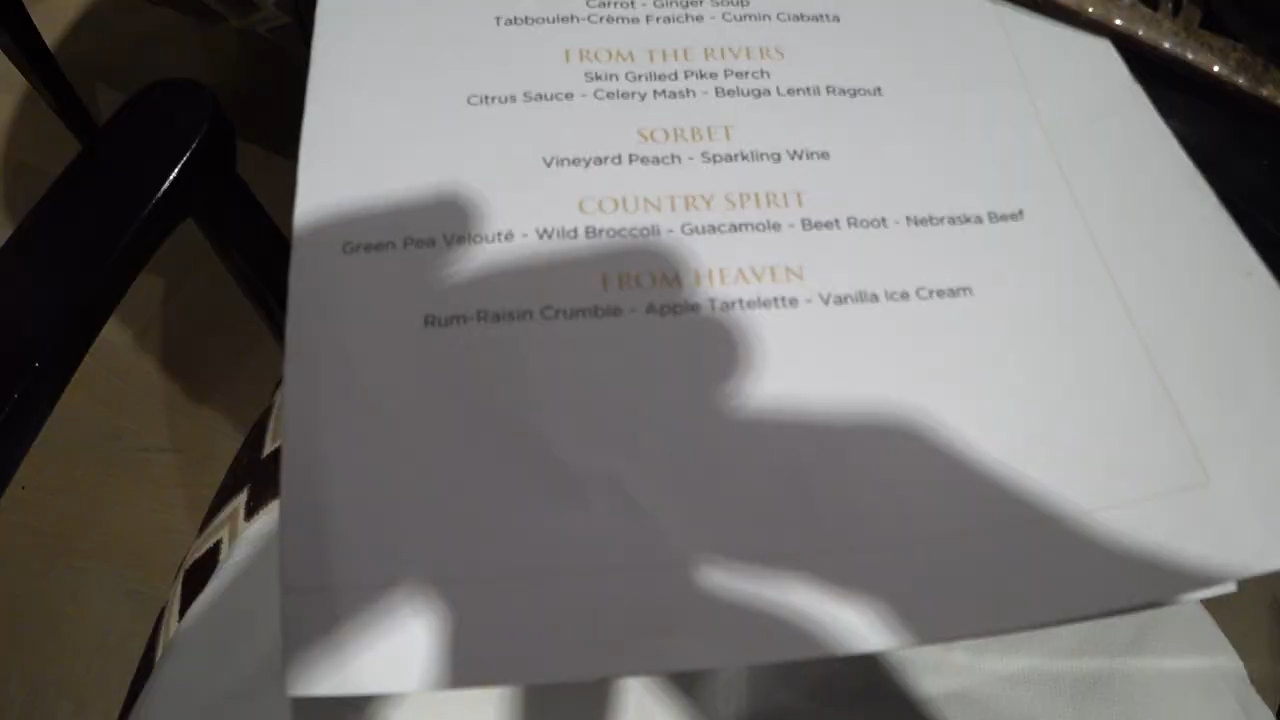 Carrot - Ginger Soup
Tabbouleh-Crème Fraiche - Cumin Ciabatta
FROM THE RIVERS
Skin Grilled Pike Perch
Citrus Sauce - Celery Mash - Beluga Lentil Ragout
SORBET
Vineyard Peach - Sparkling Wine
COUNTRY SPIRIT
Green Pea Velouté - Wild Broccoli - Guacamole - Beet Root - Nebraska Beef
FROM HEAVEN
Rum-Raisin Crumble - Apple Tartelette - Vanilla Ice Cream